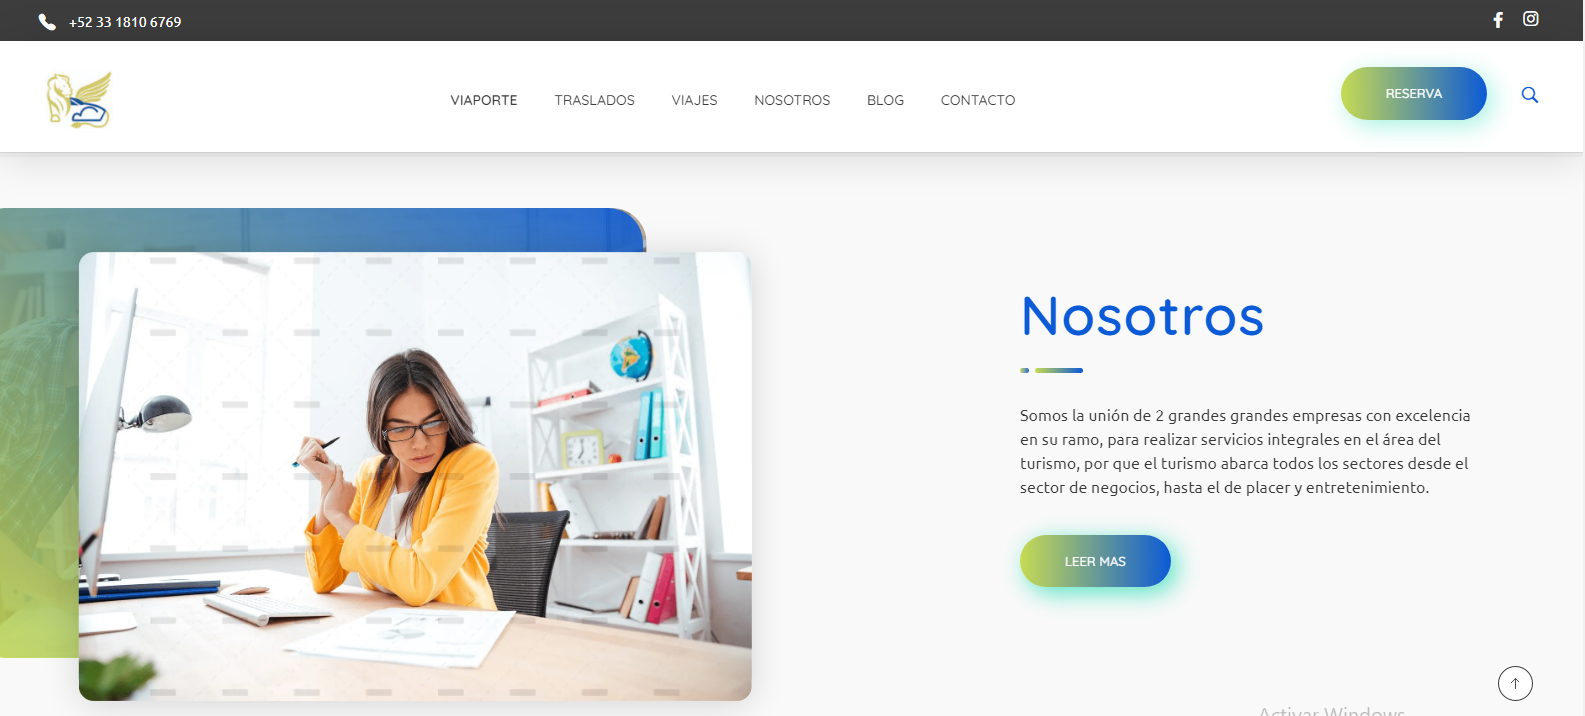 +52 33 1810 6769
VIAPORTE TRASLADOS VIAJES NOSOTROS BLOG CONTACTO
RESERVA
Nosotros
Somos la unión de 2 grandes grandes empresas con excelencia
en su ramo, para realizar servicios integrales en el área del
turismo, por que el turismo abarca todos los sectores desde el
sector de negocios, hasta el de placer y entretenimiento.
LEER MAS
Activar Windows